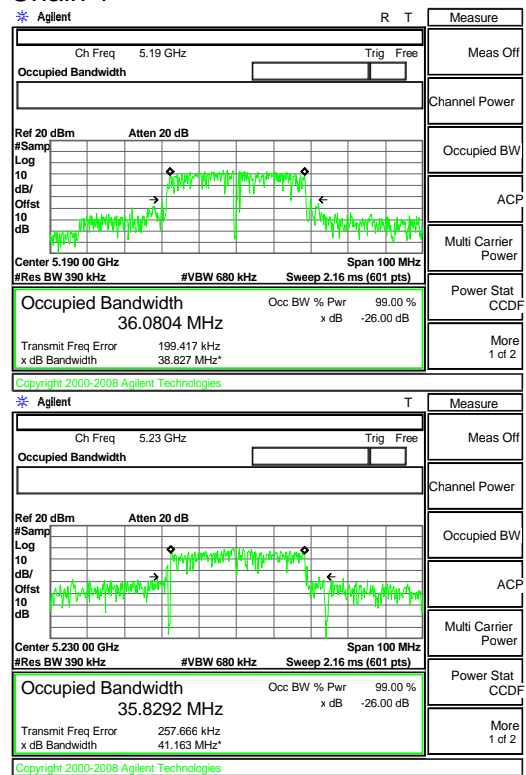 Agilent R T Measure
Ch Freq 5.19 GHz Trig Free
Occupied Bandwidth
Meas Off
Channel Power
Occupied BW
ACP
Multi Carrier
Power
Power Stat
CCDF
More
1 of 2
Ref 20 dBm Atten 20 dB
#Samp
Log
10
dB/
Offst
10
dB
Center 5.190 00 GHz Span 100 MHz
#Res BW 390 kHz #VBW 680 kHz Sweep 2.16 ms (601 pts)
Occupied Bandwidth Occ BW % Pwr 99.00 %
36.0804 MHz x dB -26.00 dB
Transmit Freq Error 199.417 kHz
x dB Bandwidth 38.827 MHz*
Copyright 2000-2008 Agilent Technologies
Agilent T Measure
Ch Freq 5.23 GHz Trig Free
Occupied Bandwidth
Meas Off
Channel Power
Occupied BW
ACP
Multi Carrier
Power
Power Stat
CCDF
More
1 of 2
Ref 20 dBm Atten 20 dB
#Samp
Log
10
dB/
Offst
10
dB
Center 5.230 00 GHz Span 100 MHz
#Res BW 390 kHz #VBW 680 kHz Sweep 2.16 ms (601 pts)
Occupied Bandwidth Occ BW % Pwr 99.00 %
35.8292 MHz x dB -26.00 dB
Transmit Freq Error 257.666 kHz
x dB Bandwidth 41.163 MHz*
Copyright 2000-2008 Agilent Technologies